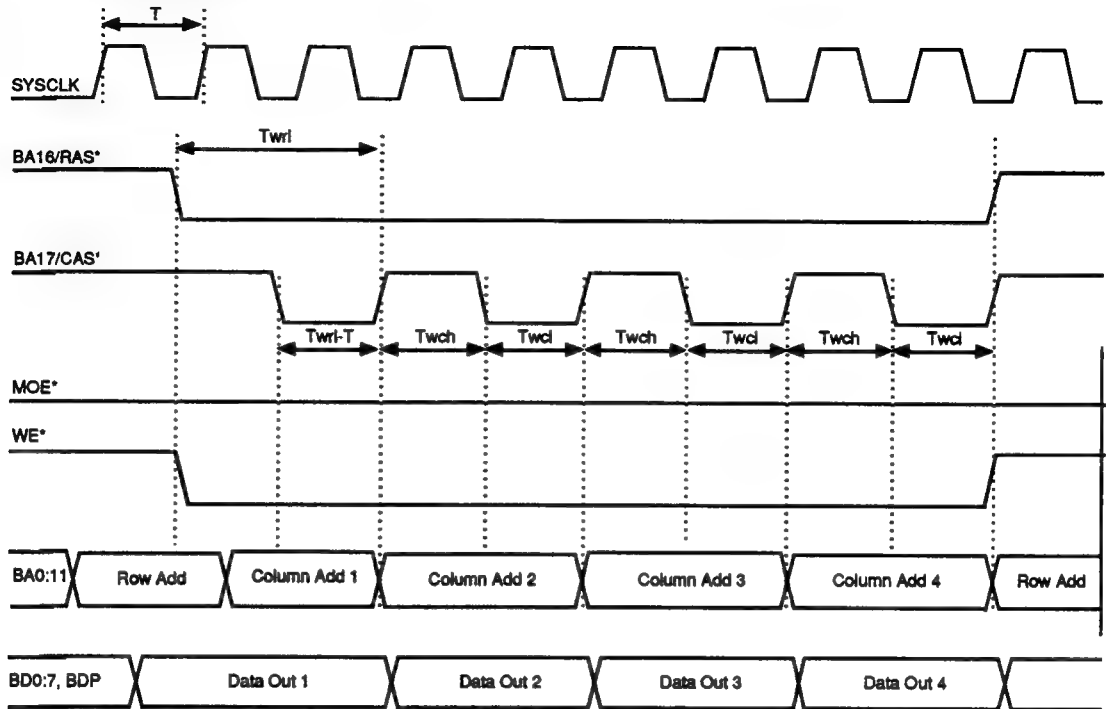 T
SYSCLK
Twrl
BA16/RAS*
BA17/CAS*
Twrl-T Twch Twcl Twch Twcl Twch Twcl
MOE*
WE*
BA0:11 Row Add Column Add 1 Column Add 2 Column Add 3 Column Add 4 Row Add
BD0:7, BDP Data Out 1 Data Out 2 Data Out 3 Data Out 4